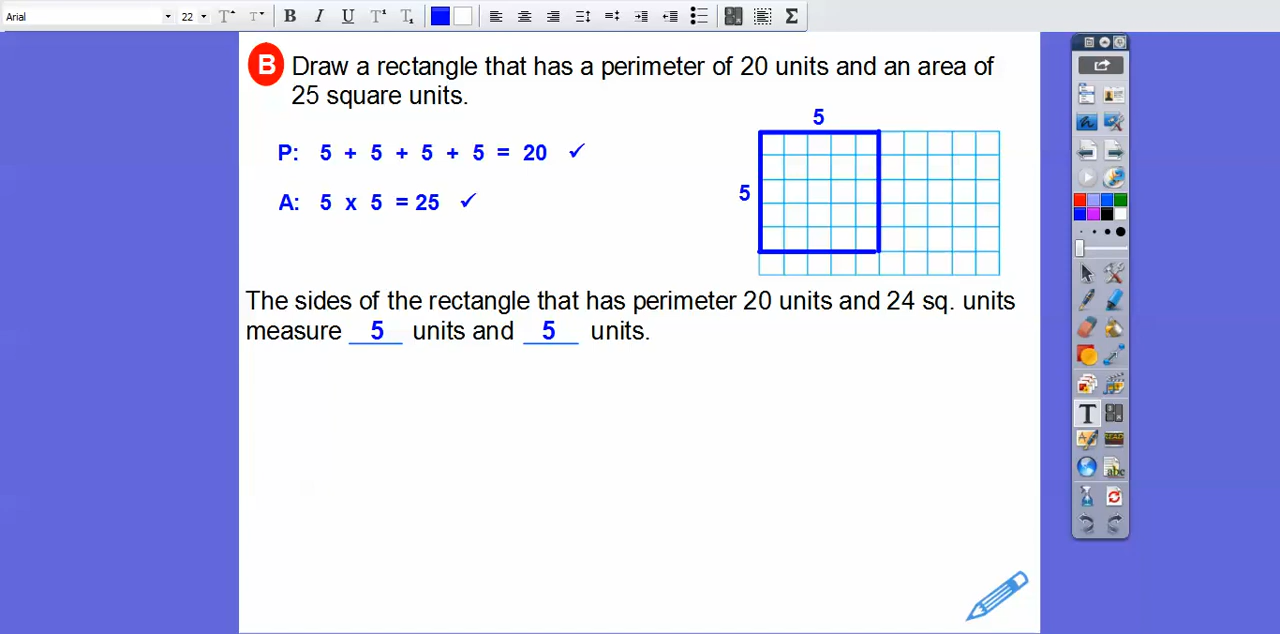 Arial 22
B Draw a rectangle that has a perimeter of 20 units and an area of
25 square units.
5
P: 5 + 5 + 5 + 5 = 20 ✓
5
A: 5 x 5 = 25 ✓
The sides of the rectangle that has perimeter 20 units and 24 sq. units
measure 5 units and 5 units.